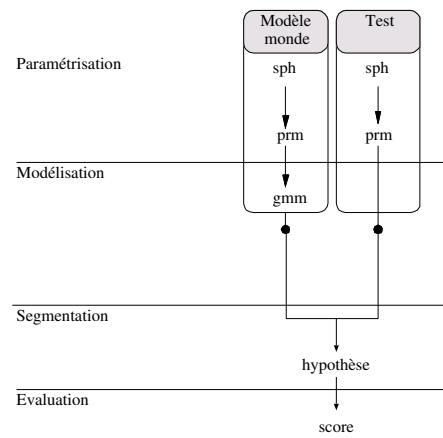 Modèle
monde
Test
Paramétrisation
sph
sph
prm
prm
Modélisation
gmm
Segmentation
hypothèse
Evaluation
score